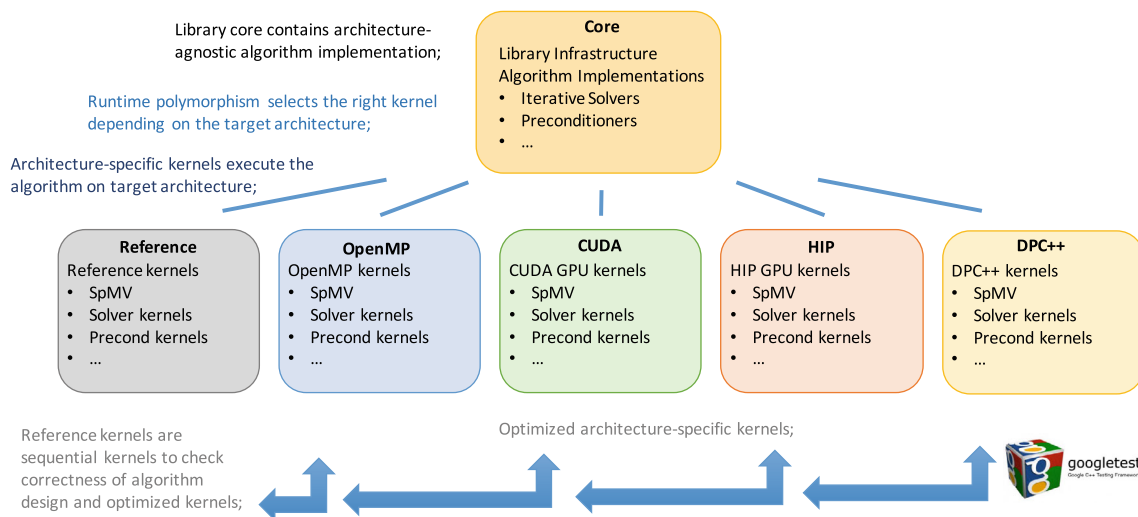 Library core contains architecture-
agnostic algorithm implementation;
Runtime polymorphism selects the right kernel
depending on the target architecture;
Architecture-specific kernels execute the
algorithm on target architecture;
Core
Library Infrastructure
Algorithm Implementations
• Iterative Solvers
• Preconditioners
• ...
Reference
Reference kernels
• SpMV
• Solver kernels
• Precond kernels
• ...
OpenMP
OpenMP kernels
• SpMV
• Solver kernels
• Precond kernels
• ...
CUDA
CUDA GPU kernels
• SpMV
• Solver kernels
• Precond kernels
• ...
HIP
HIP GPU kernels
• SpMV
• Solver kernels
• Precond kernels
• ...
DPC++
DPC++ kernels
• SpMV
• Solver kernels
• Precond kernels
• ...
Reference kernels are
sequential kernels to check
correctness of algorithm
design and optimized kernels;
Optimized architecture-specific kernels;
googletest
Google C++ Testing Framework